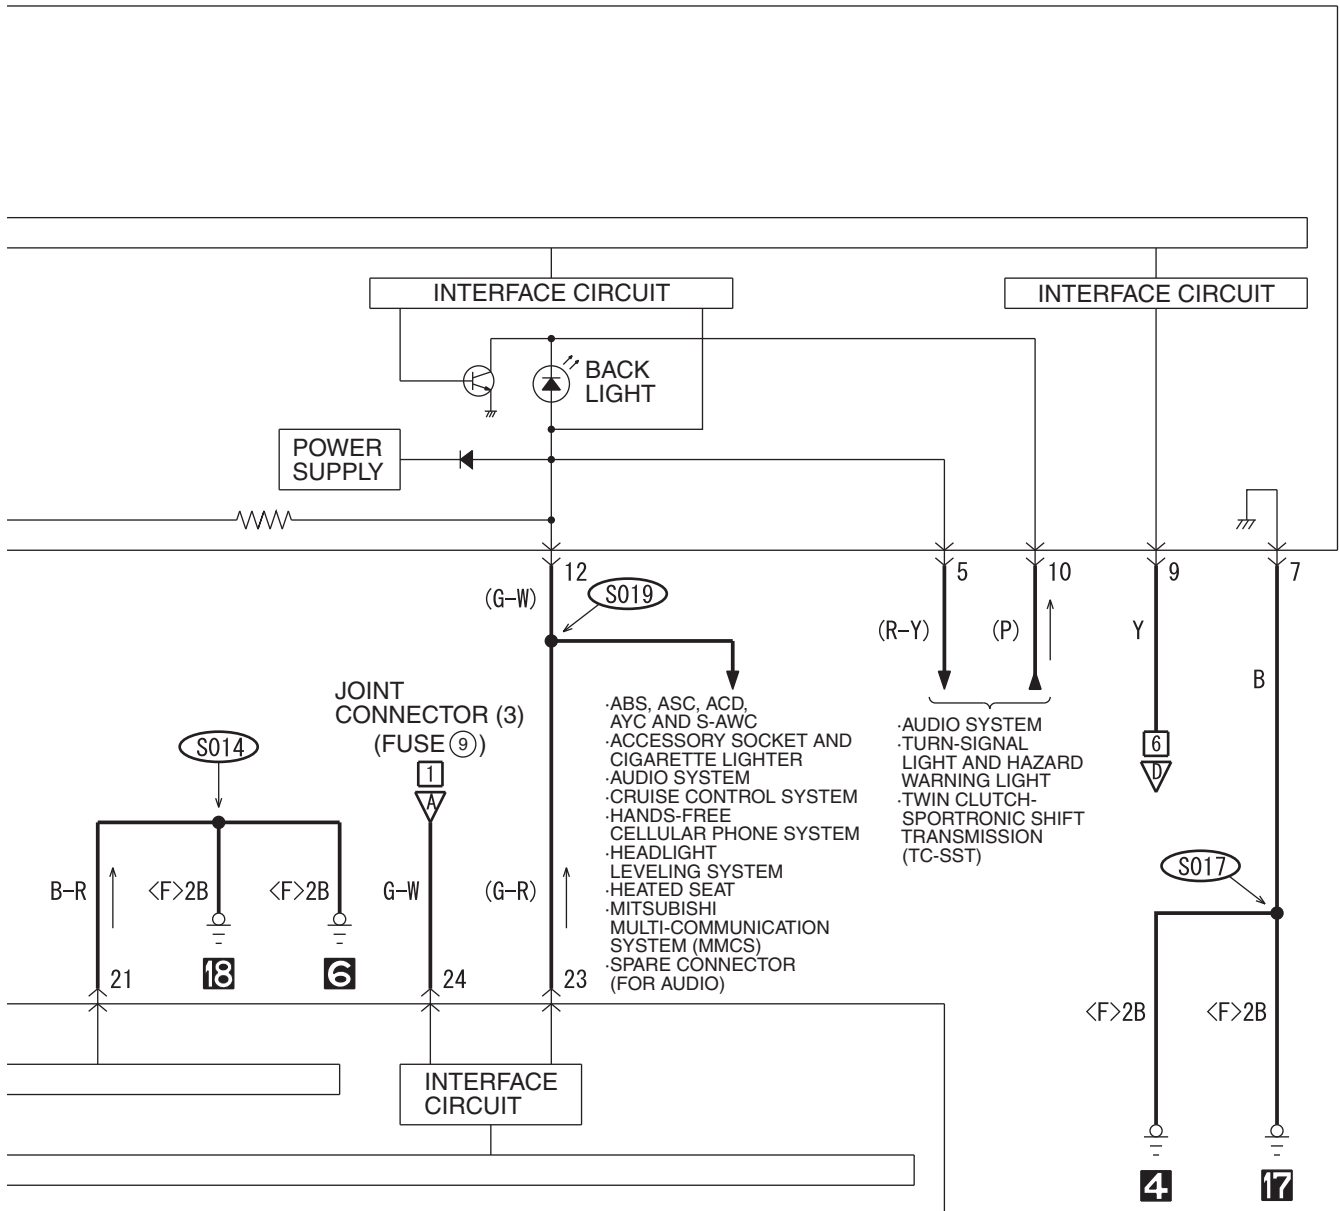 INTERFACE CIRCUIT
INTERFACE CIRCUIT
BACK
LIGHT
POWER
SUPPLY
12
5
10
9
7
(G-W)
S019
(R-Y)
(P)
Y
B
JOINT
CONNECTOR (3)
(FUSE 9)
1
A
S014
·ABS, ASC, ACD,
AYC AND S-AWC
·ACCESSORY SOCKET AND
CIGARETTE LIGHTER
·AUDIO SYSTEM
·CRUISE CONTROL SYSTEM
·HANDS-FREE
CELLULAR PHONE SYSTEM
·HEADLIGHT
LEVELING SYSTEM
·HEATED SEAT
·MITSUBISHI
MULTI-COMMUNICATION
SYSTEM (MMCS)
·SPARE CONNECTOR
(FOR AUDIO)
·AUDIO SYSTEM
·TURN-SIGNAL
LIGHT AND HAZARD
WARNING LIGHT
·TWIN CLUTCH-
SPORTRONIC SHIFT
TRANSMISSION
(TC-SST)
6
D
S017
B-R
<F>2B
<F>2B
G-W
(G-R)
21
18
6
24
23
<F>2B
<F>2B
INTERFACE
CIRCUIT
4
17